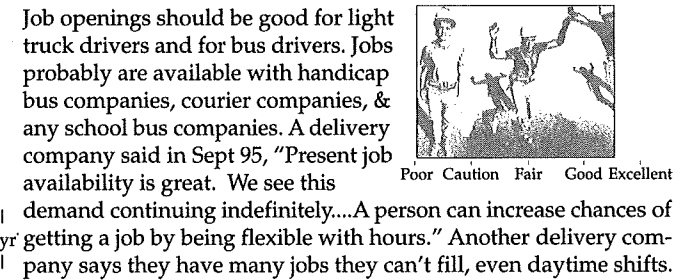 Job openings should be good for light
truck drivers and for bus drivers. Jobs
probably are available with handicap
bus companies, courier companies, &
any school bus companies. A delivery
company said in Sept 95, "Present job
availability is great. We see this
demand continuing indefinitely....A person can increase chances of
getting a job by being flexible with hours." Another delivery com-
pany says they have many jobs they can't fill, even daytime shifts.
Poor Caution Fair Good Excellent
yr